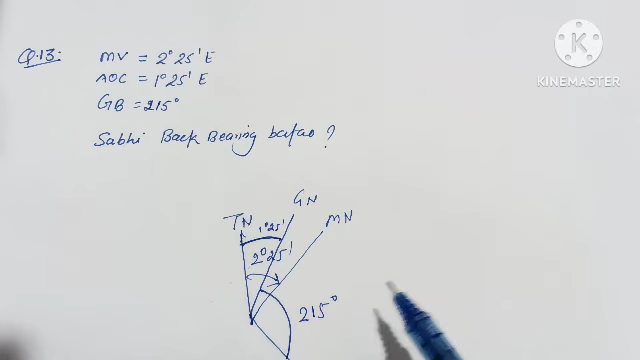 Q.13:
MV = 2° 25' E
AOC = 1° 25' E
GB = 215°
Sabhi Back Bearing batao ?
GN
TN
MN
1° 25'
2° 25'
215°
KINEMASTER